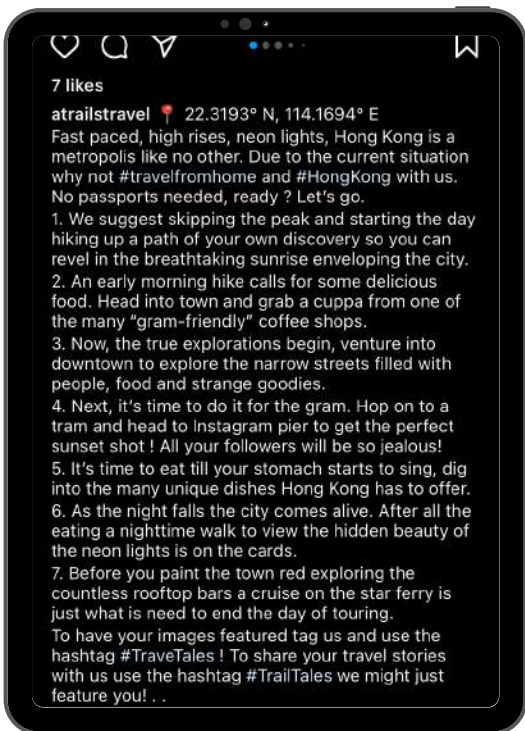 7 likes
atrailstravel 📍 22.3193° N, 114.1694° E
Fast paced, high rises, neon lights, Hong Kong is a
metropolis like no other. Due to the current situation
why not #travelfromhome and #HongKong with us.
No passports needed, ready ? Let's go.
1. We suggest skipping the peak and starting the day
hiking up a path of your own discovery so you can
revel in the breathtaking sunrise enveloping the city.
2. An early morning hike calls for some delicious
food. Head into town and grab a cuppa from one of
the many “gram-friendly” coffee shops.
3. Now, the true explorations begin, venture into
downtown to explore the narrow streets filled with
people, food and strange goodies.
4. Next, it's time to do it for the gram. Hop on to a
tram and head to Instagram pier to get the perfect
sunset shot ! All your followers will be so jealous!
5. It's time to eat till your stomach starts to sing, dig
into the many unique dishes Hong Kong has to offer.
6. As the night falls the city comes alive. After all the
eating a nighttime walk to view the hidden beauty of
the neon lights is on the cards.
7. Before you paint the town red exploring the
countless rooftop bars a cruise on the star ferry is
just what is need to end the day of touring.
To have your images featured tag us and use the
hashtag #TraveTales ! To share your travel stories
with us use the hashtag #TrailTales we might just
feature you! . .